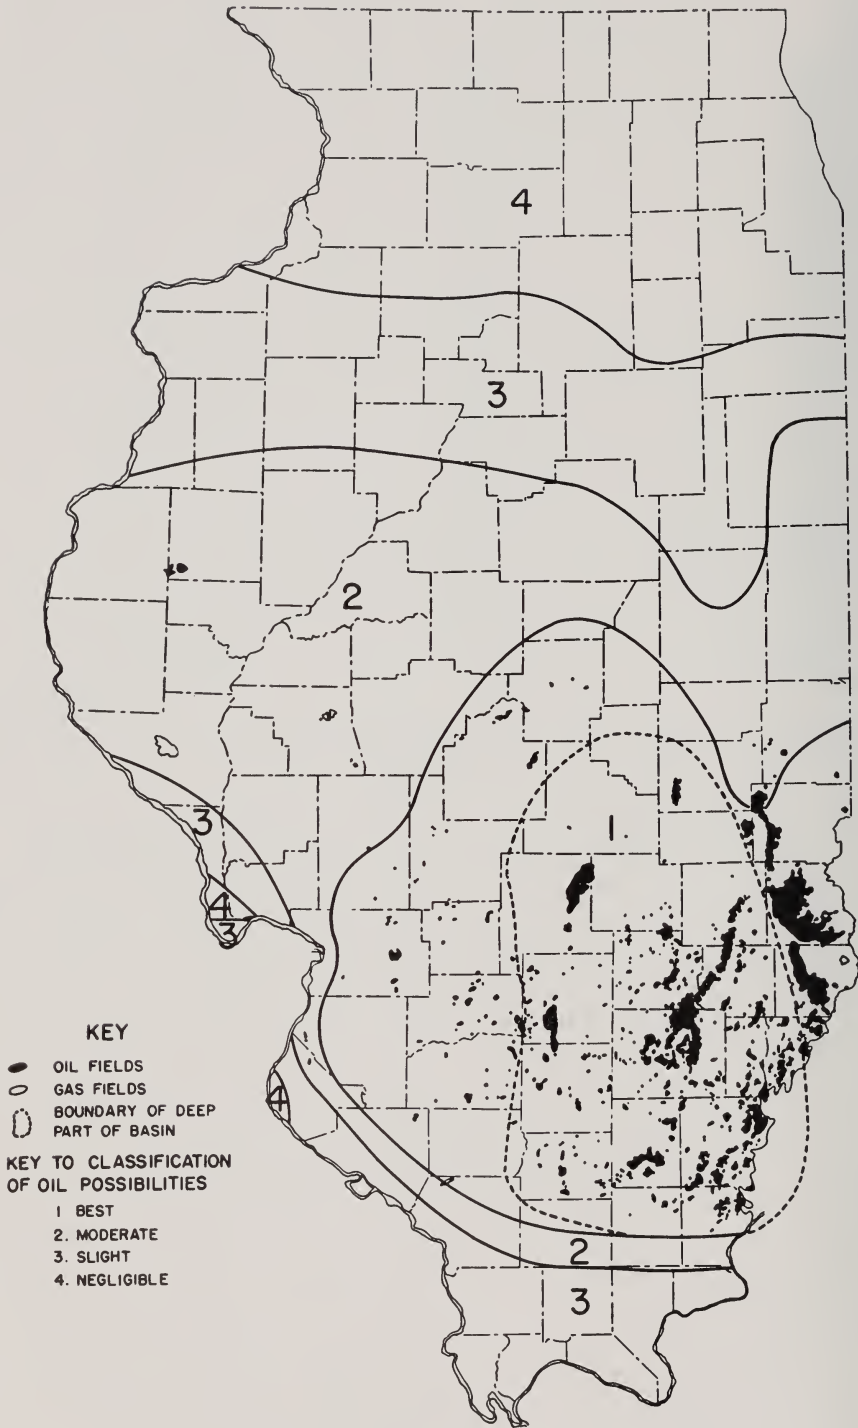 4
3
2
1
3
4
3
4
2
3
KEY
OIL FIELDS
GAS FIELDS
BOUNDARY OF DEEP
PART OF BASIN
KEY TO CLASSIFICATION
OF OIL POSSIBILITIES
1 BEST
2. MODERATE
3. SLIGHT
4. NEGLIGIBLE